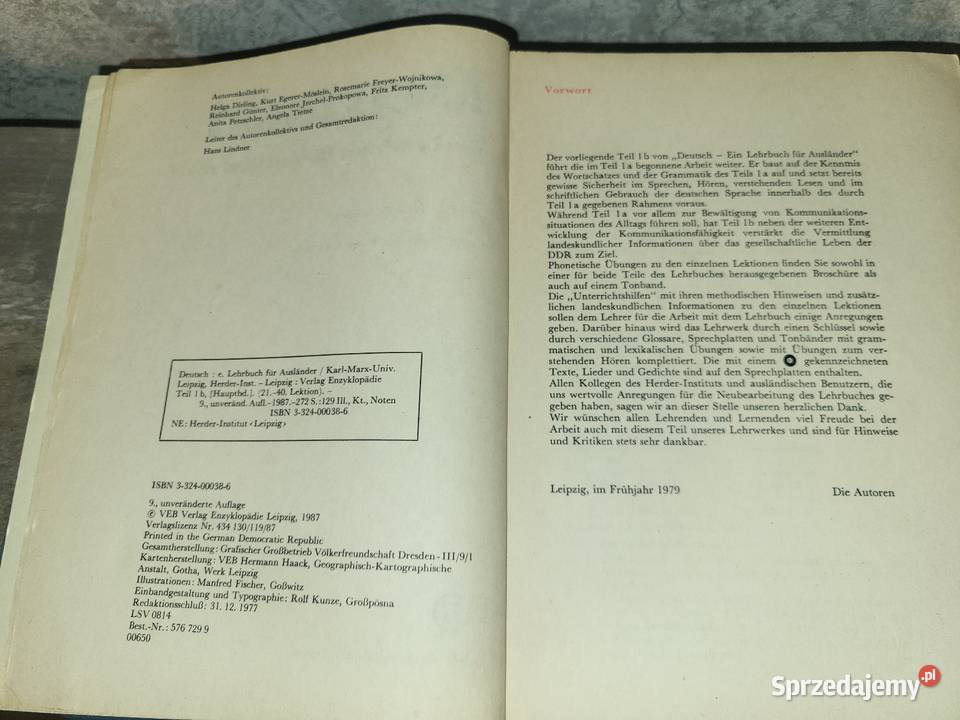 Autorenkollektiv:
Helga Dieling, Kurt Egerer-Möslein, Rosemarie Freyer-Wojnikowa,
Reinhard Günter, Eleonore Jerchel-Prokopowa, Fritz Kempter,
Anita Petzschler, Angela Tietze
Leiter des Autorenkollektivs und Gesamtredaktion:
Hans Lindner
Deutsch : e. Lehrbuch für Ausländer / Karl-Marx-Univ.
Leipzig, Herder-Inst. – Leipzig : Verlag Enzyklopädie
Teil 1 b, [Hauptbd.]. (21.–40. Lektion). –
9., unveränd. Aufl.–1987.–272 S.:129 Ill., Kt., Noten
ISBN 3-324-00038-6
NE: Herder-Institut ‹Leipzig›
ISBN 3-324-00038-6
9., unveränderte Auflage
© VEB Verlag Enzyklopädie Leipzig, 1987
Verlagslizenz Nr. 434 130/119/87
Printed in the German Democratic Republic
Gesamtherstellung: Grafischer Großbetrieb Völkerfreundschaft Dresden - III/9/1
Kartenherstellung: VEB Hermann Haack, Geographisch-Kartographische
Anstalt, Gotha, Werk Leipzig
Illustrationen: Manfred Fischer, Goßwitz
Einbandgestaltung und Typographie: Rolf Kunze, Großpösna
Redaktionsschluß: 31. 12. 1977
LSV 0814
Best.-Nr.: 576 729 9
00650
Vorwort
Der vorliegende Teil 1 b von „Deutsch – Ein Lehrbuch für Ausländer“
führt die im Teil 1 a begonnene Arbeit weiter. Er baut auf der Kenntnis
des Wortschatzes und der Grammatik des Teils 1 a auf und setzt bereits
gewisse Sicherheit im Sprechen, Hören, verstehenden Lesen und im
schriftlichen Gebrauch der deutschen Sprache innerhalb des durch
Teil 1 a gegebenen Rahmens voraus.
Während Teil 1 a vor allem zur Bewältigung von Kommunikations-
situationen des Alltags führen soll, hat Teil 1b neben der weiteren Ent-
wicklung der Kommunikationsfähigkeit verstärkt die Vermittlung
landeskundlicher Informationen über das gesellschaftliche Leben der
DDR zum Ziel.
Phonetische Übungen zu den einzelnen Lektionen finden Sie sowohl in
einer für beide Teile des Lehrbuches herausgegebenen Broschüre als
auch auf einem Tonband.
Die „Unterrichtshilfen“ mit ihren methodischen Hinweisen und zusätz-
lichen landeskundlichen Informationen zu den einzelnen Lektionen
sollen dem Lehrer für die Arbeit mit dem Lehrbuch einige Anregungen
geben. Darüber hinaus wird das Lehrwerk durch einen Schlüssel sowie
durch verschiedene Glossare, Sprechplatten und Tonbänder mit gram-
matischen und lexikalischen Übungen sowie mit Übungen zum ver-
stehenden Hören komplettiert. Die mit einem gekennzeichneten
Texte, Lieder und Gedichte sind auf den Sprechplatten enthalten.
Allen Kollegen des Herder-Instituts und ausländischen Benutzern, die
uns wertvolle Anregungen für die Neubearbeitung des Lehrbuches ge-
geben haben, sagen wir an dieser Stelle unseren herzlichen Dank.
Wir wünschen allen Lehrenden und Lernenden viel Freude bei der
Arbeit auch mit diesem Teil unseres Lehrwerkes und sind für Hinweise
und Kritiken stets sehr dankbar.
Leipzig, im Frühjahr 1979 Die Autoren
Sprzedajemy.pl